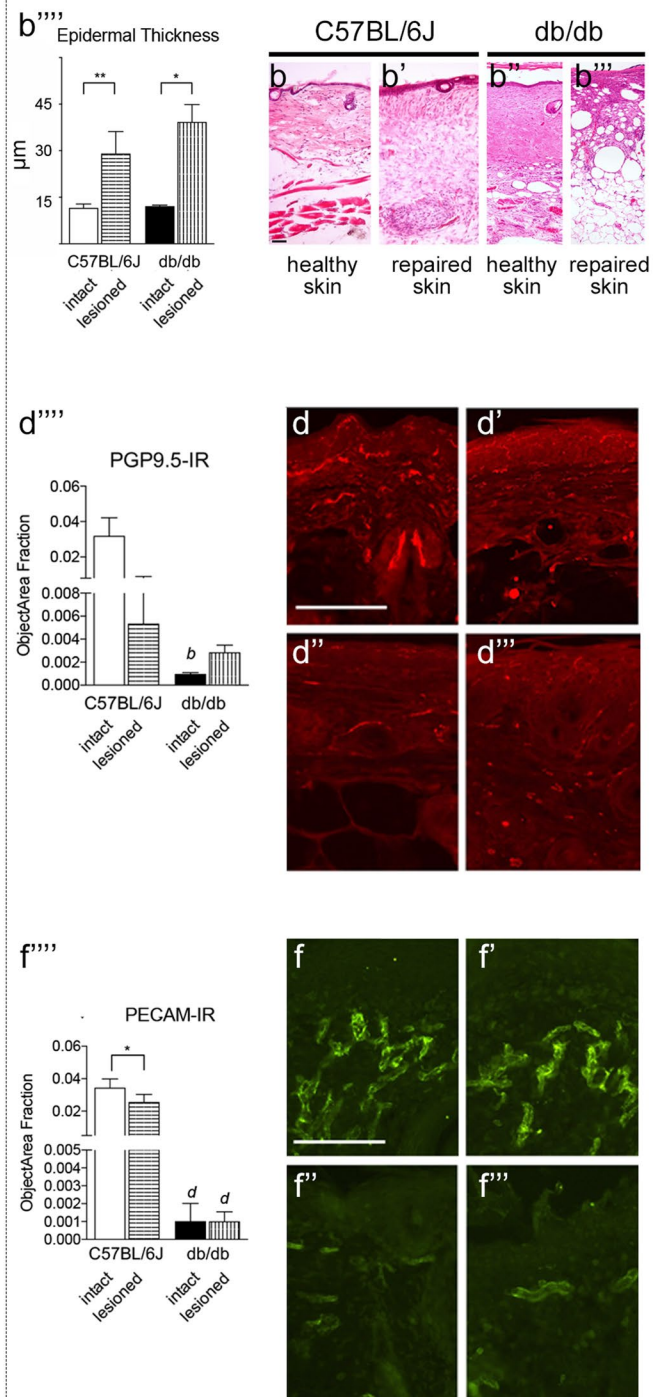 b''''
Epidermal Thickness
**
*
45
30
15
µm
C57BL/6J
db/db
intact
lesioned
intact
lesioned
C57BL/6J
db/db
b
b'
b''
b'''
healthy
skin
repaired
skin
healthy
skin
repaired
skin
d''''
PGP9.5-IR
0.06
0.04
0.02
0.008
0.006
0.004
0.002
0.000
ObjectArea Fraction
b
C57BL/6J
db/db
intact
lesioned
intact
lesioned
d
d'
d''
d'''
f''''
PECAM-IR
*
0.06
0.04
0.02
0.005
0.004
0.003
0.002
0.001
0.000
ObjectArea Fraction
d
d
C57BL/6J
db/db
intact
lesioned
intact
lesioned
f
f'
f''
f'''